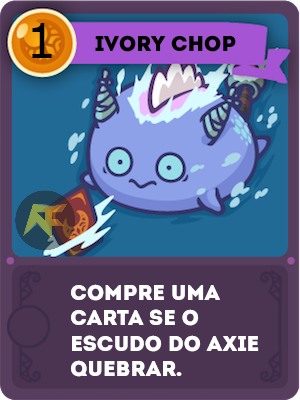 1
IVORY CHOP
COMPRE UMA
CARTA SE O
ESCUDO DO AXIE
QUEBRAR.